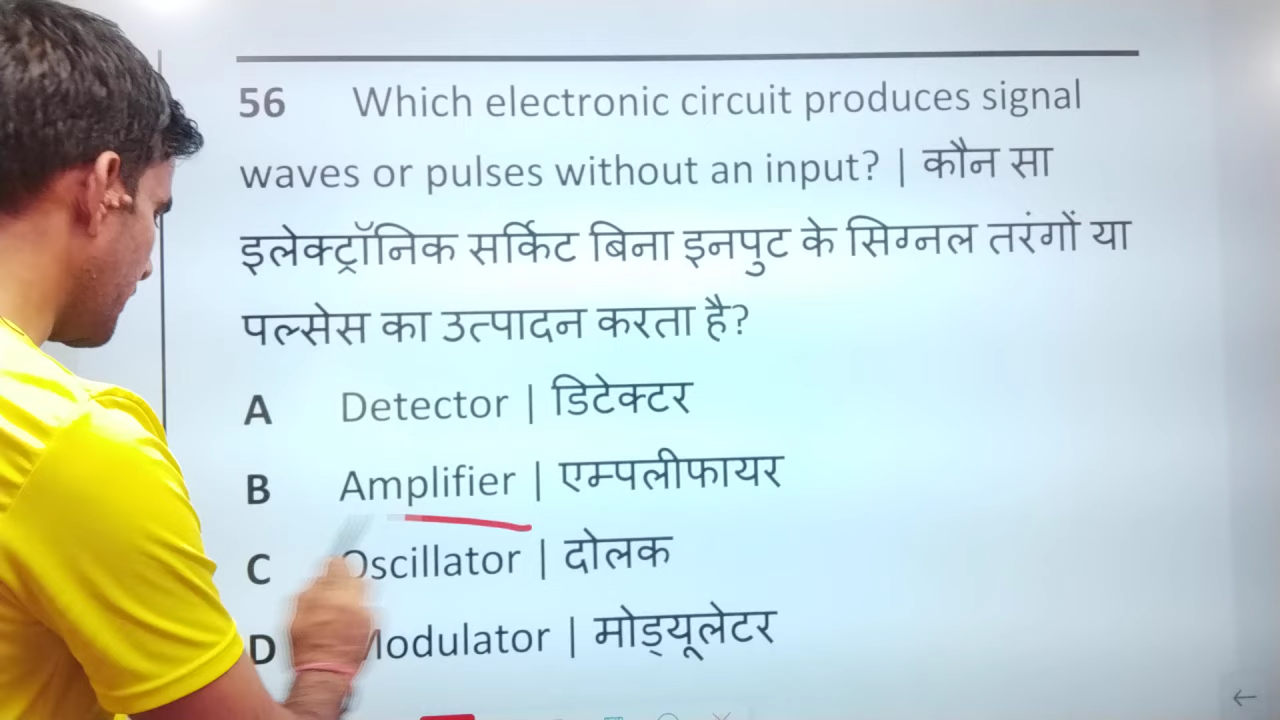 56 Which electronic circuit produces signal
waves or pulses without an input? | कौन सा
इलेक्ट्रॉनिक सर्किट बिना इनपुट के सिग्नल तरंगों या
पल्सेस का उत्पादन करता है?
A Detector | डिटेक्टर
B Amplifier | एम्पलीफायर
C Oscillator | दोलक
D Modulator | मोड्यूलेटर